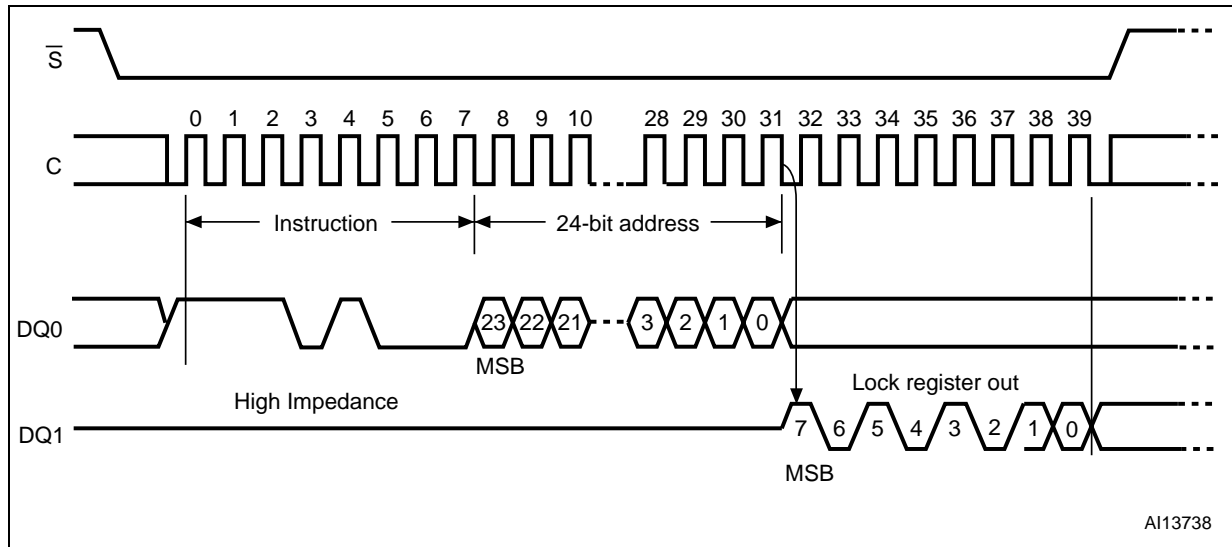 S̅
0 1 2 3 4 5 6 7 8 9 10 28 29 30 31 32 33 34 35 36 37 38 39
C
Instruction 24-bit address
DQ0
23 22 21 3 2 1 0
MSB
Lock register out
High Impedance
DQ1
7 6 5 4 3 2 1 0
MSB
AI13738